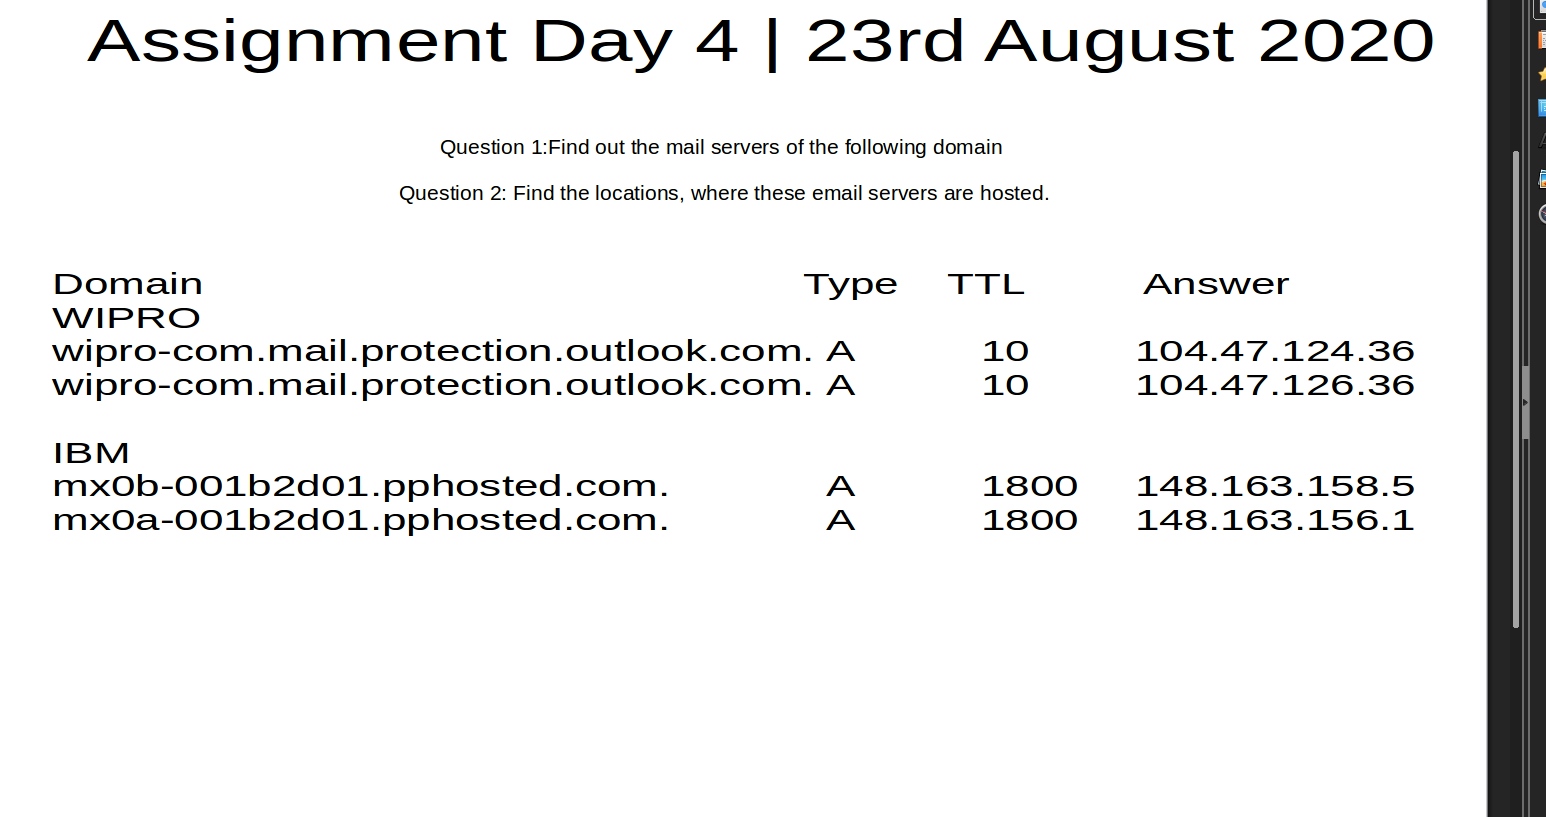 Assignment Day 4 | 23rd August 2020
Question 1:Find out the mail servers of the following domain
Question 2: Find the locations, where these email servers are hosted.
Domain Type TTL Answer
WIPRO
wipro-com.mail.protection.outlook.com. A 10 104.47.124.36
wipro-com.mail.protection.outlook.com. A 10 104.47.126.36
IBM
mx0b-001b2d01.pphosted.com. A 1800 148.163.158.5
mx0a-001b2d01.pphosted.com. A 1800 148.163.156.1